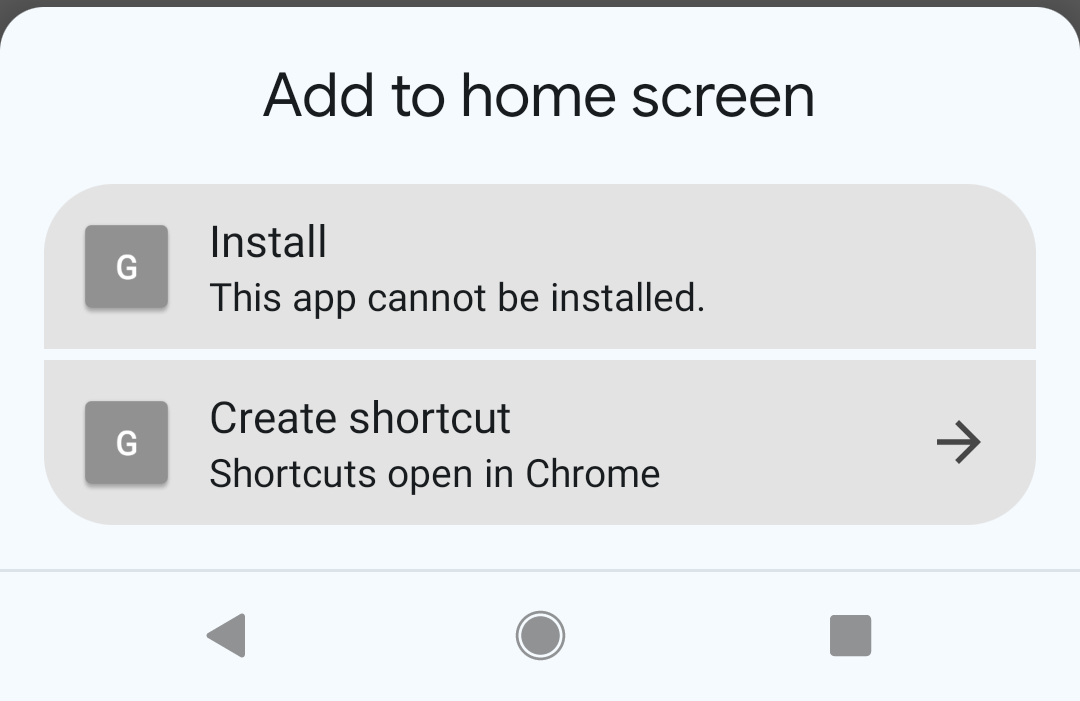 Add to home screen
G
Install
This app cannot be installed.
G
Create shortcut
Shortcuts open in Chrome